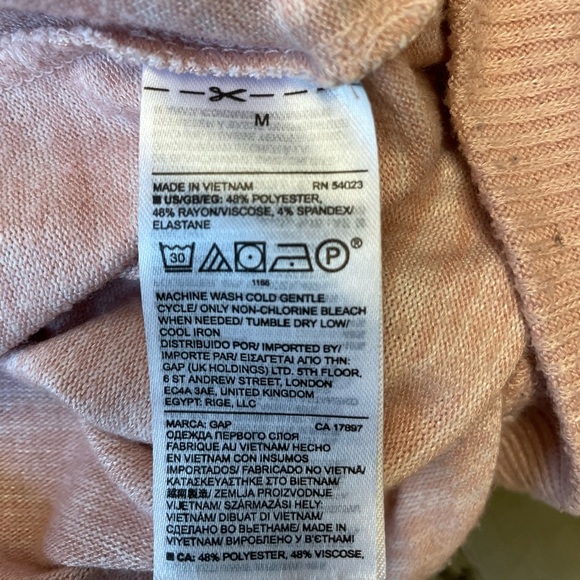 M
MADE IN VIETNAM RN 54023
US/GB/EG: 48% POLYESTER,
48% RAYON/VISCOSE, 4% SPANDEX/
ELASTANE
30 P ®
1166
MACHINE WASH COLD GENTLE
CYCLE/ ONLY NON-CHLORINE BLEACH
WHEN NEEDED/ TUMBLE DRY LOW/
COOL IRON
DISTRIBUIDO POR/ IMPORTED BY/
IMPORTE PAR/ ΕΙΣΑΓΕΤΑΙ ΑΠΟ ΤΗΝ:
GAP (UK HOLDINGS) LTD. 5TH FLOOR,
6 ST ANDREW STREET, LONDON
EC4A 3AE, UNITED KINGDOM
EGYPT: RIGE, LLC
MARCA: GAP CA 17897
ОДЕЖДА ПЕРВОГО СЛОЯ
FABRIQUE AU VIETNAM/ HECHO
EN VIETNAM CON INSUMOS
IMPORTADOS/ FABRICADO NO VIETNÃ/
ΚΑΤΑΣΚΕΥΑΣΤΗΚΕ ΣΤΟ ΒΙΕΤΝΑΜ/
越南製造/ ZEMLJA PROIZVODNJE
VIJETNAM/ SZÁRMAZÁSI HELY:
VIETNÁM/ DIBUAT DI VIETNAM/
СДЕЛАНО ВО ВЬЕТНАМЕ/ MADE IN
VIYETNAM/ ВИРОБЛЕНО У В'ЄТНАМІ
CA: 48% POLYESTER, 48% VISCOSE,